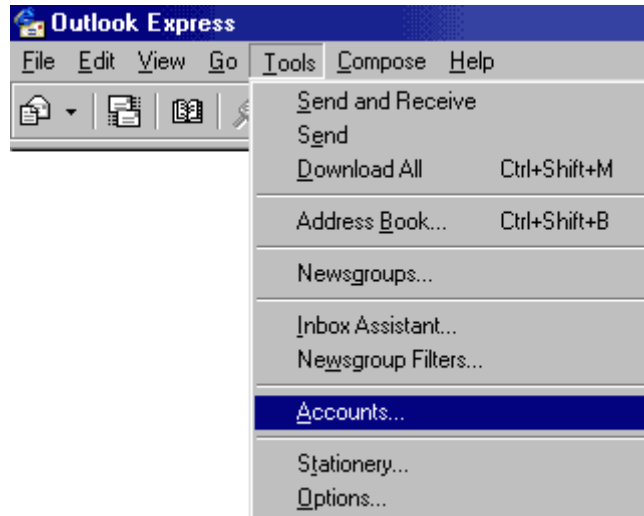 Outlook Express
File Edit View Go Tools Compose Help
Send and Receive
Send
Download All Ctrl+Shift+M
Address Book... Ctrl+Shift+B
Newsgroups...
Inbox Assistant...
Newsgroup Filters...
Accounts...
Stationery...
Options...